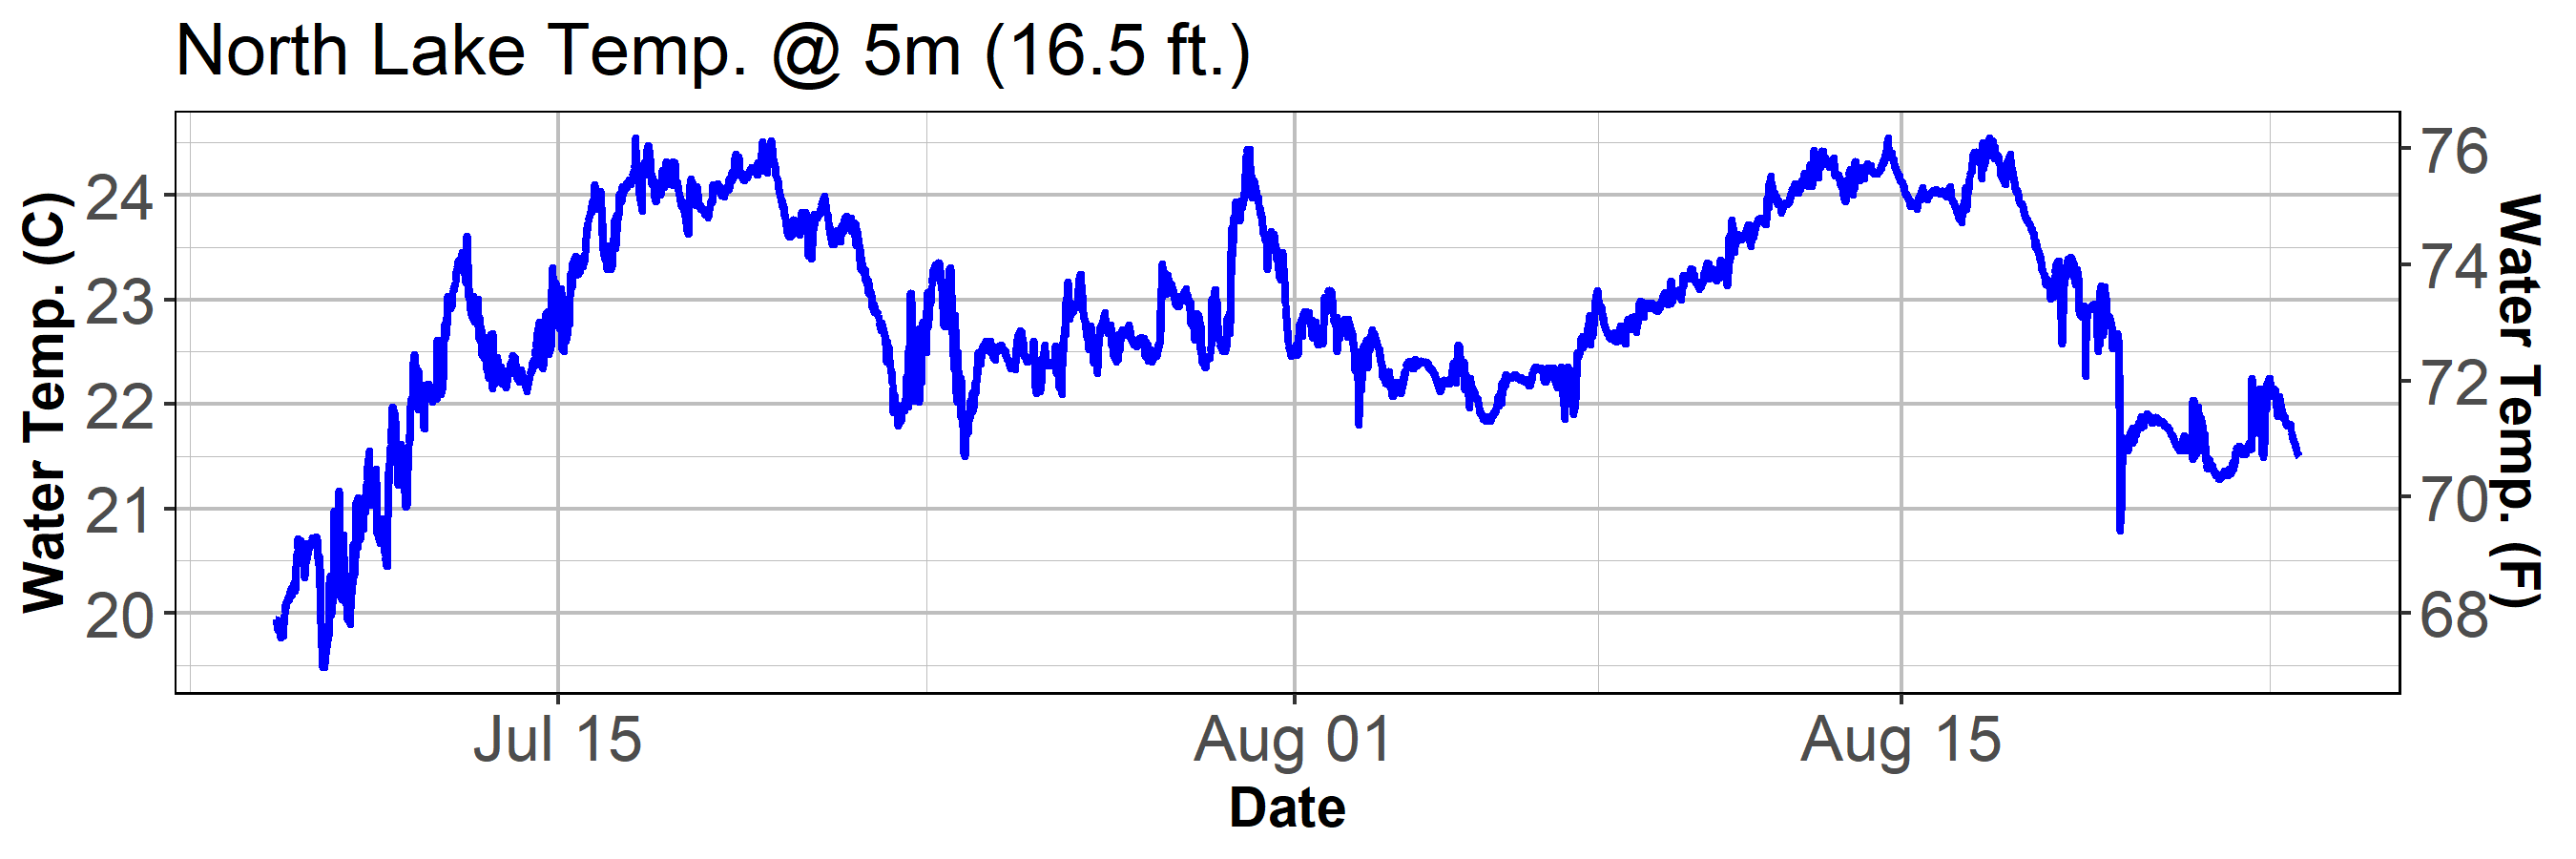 North Lake Temp. @ 5m (16.5 ft.)
Water Temp. (C)
24
23
22
21
20
76
74
72
70
68
Water Temp. (F)
Jul 15
Aug 01
Aug 15
Date